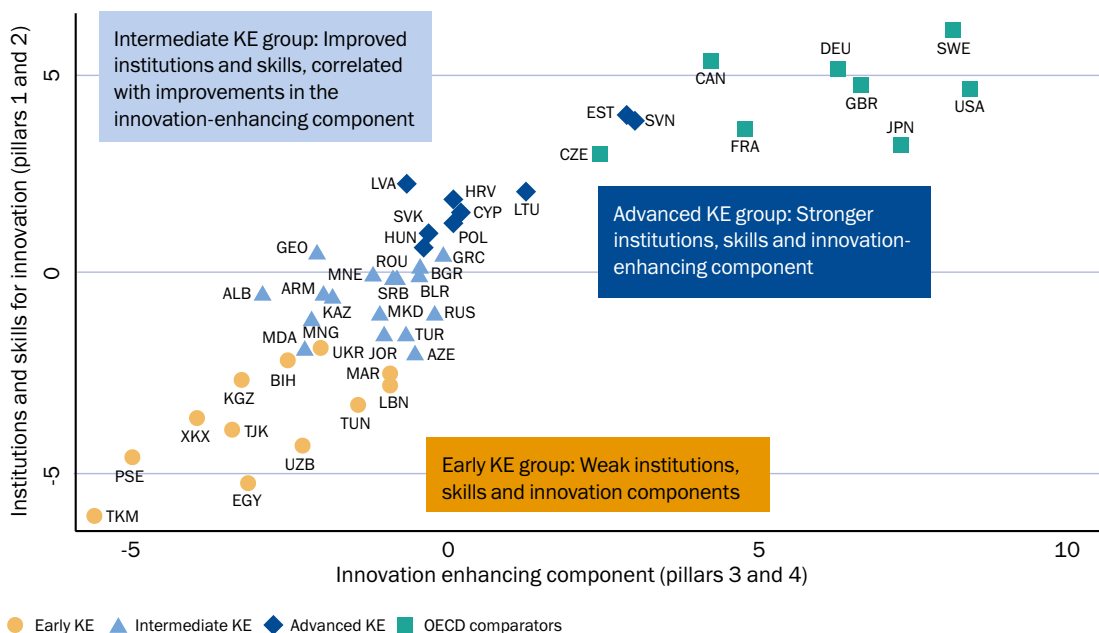 Institutions and skills for innovation (pillars 1 and 2)
Intermediate KE group: Improved
institutions and skills, correlated
with improvements in the
innovation-enhancing component
Advanced KE group: Stronger
institutions, skills and innovation-
enhancing component
Early KE group: Weak institutions,
skills and innovation components
5
0
-5
SWE
DEU
CAN
GBR
USA
EST
SVN
JPN
FRA
CZE
LVA
HRV
LTU
CYP
SVK
POL
HUN
GEO
GRC
ROU
MNE
BGR
ALB
ARM
SRB
BLR
KAZ
MKD
RUS
MNG
MDA
TUR
UKR
JOR
AZE
BIH
MAR
KGZ
LBN
TUN
XKX
TJK
UZB
PSE
EGY
TKM
-5
0
5
10
Innovation enhancing component (pillars 3 and 4)
Early KE
Intermediate KE
Advanced KE
OECD comparators